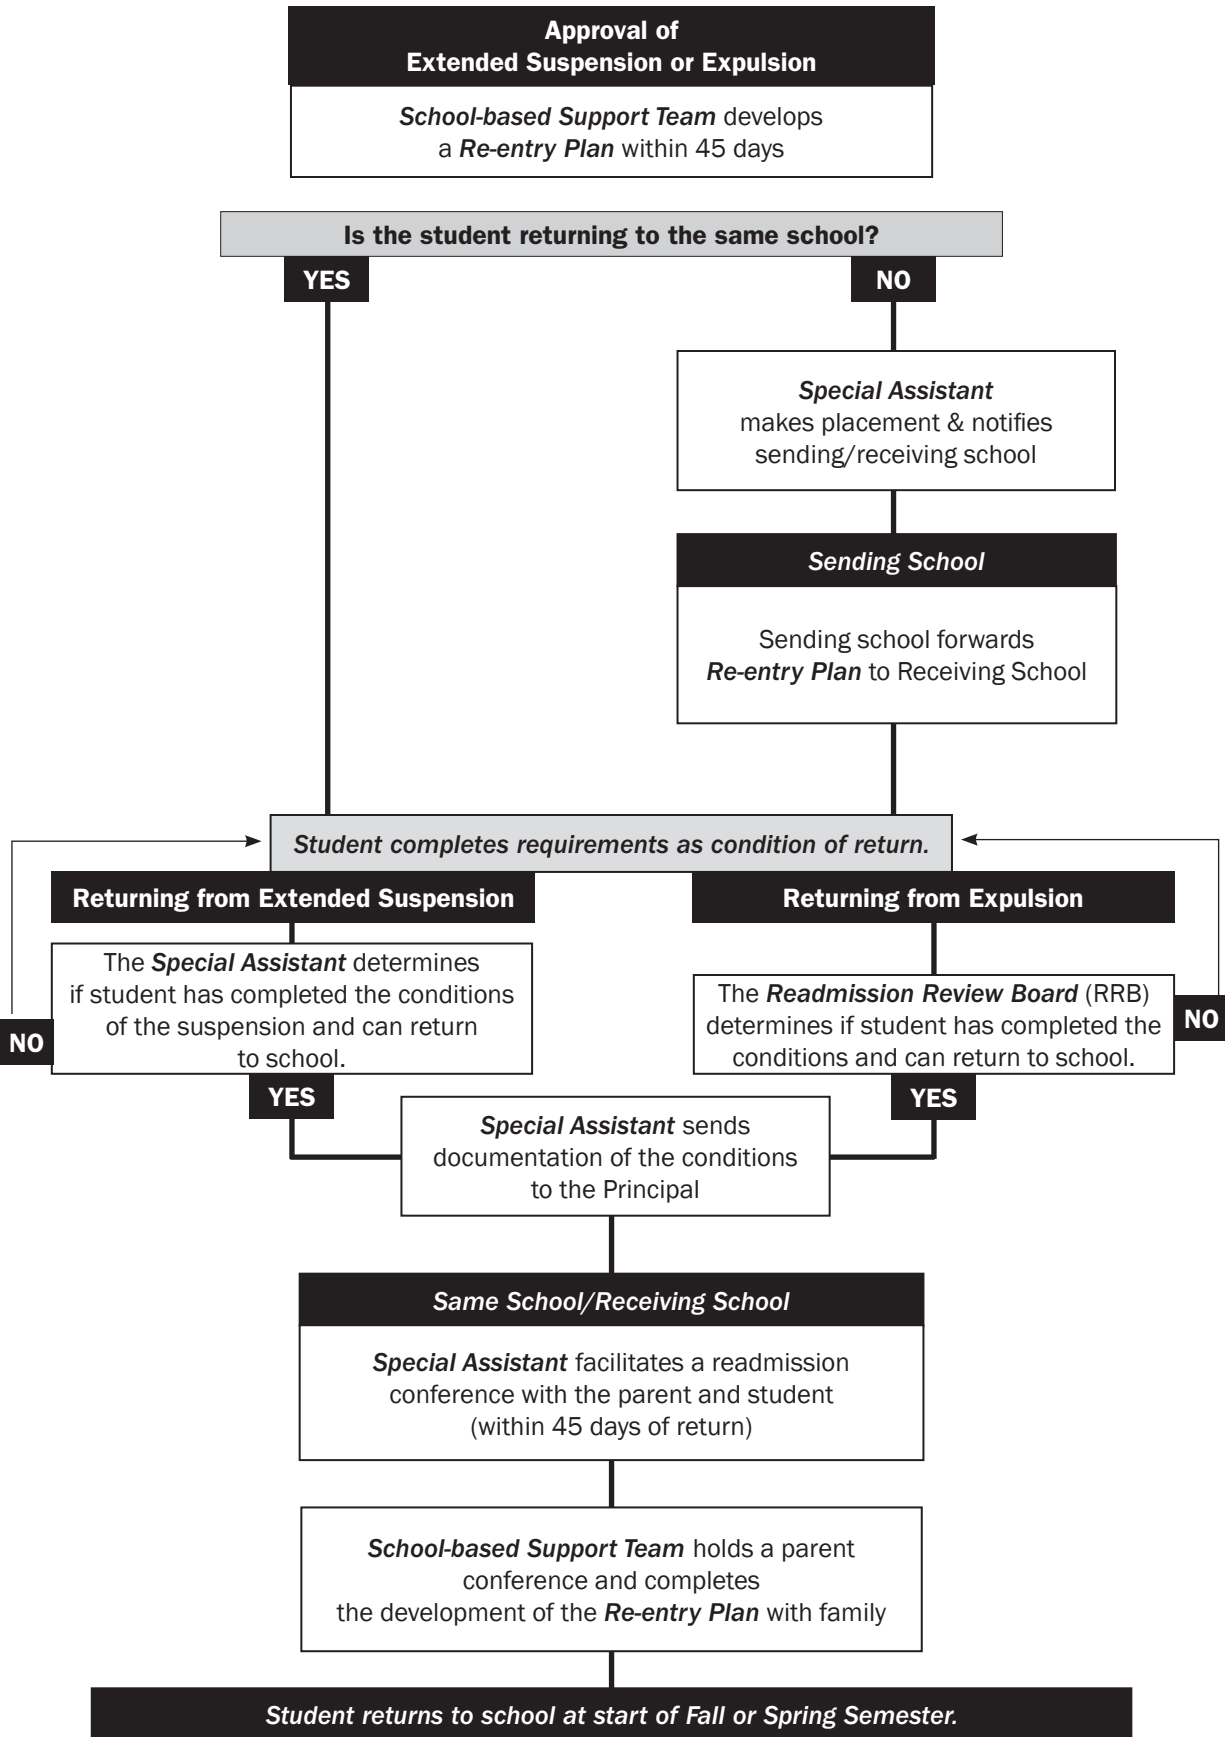 Approval of
Extended Suspension or Expulsion
School-based Support Team develops
a Re-entry Plan within 45 days
Is the student returning to the same school?
YES
NO
Special Assistant
makes placement & notifies
sending/receiving school
Sending School
Sending school forwards
Re-entry Plan to Receiving School
Student completes requirements as condition of return.
Returning from Extended Suspension
The Special Assistant determines
if student has completed the conditions
of the suspension and can return
to school.
NO
YES
Returning from Expulsion
The Readmission Review Board (RRB)
determines if student has completed the
conditions and can return to school.
NO
YES
Special Assistant sends
documentation of the conditions
to the Principal
Same School/Receiving School
Special Assistant facilitates a readmission
conference with the parent and student
(within 45 days of return)
School-based Support Team holds a parent
conference and completes
the development of the Re-entry Plan with family
Student returns to school at start of Fall or Spring Semester.